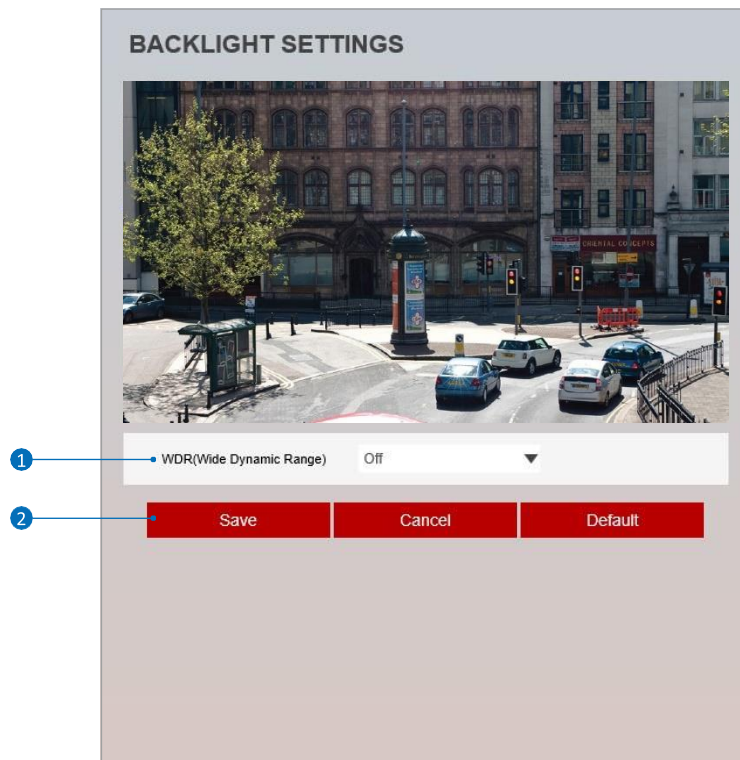 BACKLIGHT SETTINGS
ORIENTAL CONCEPTS
1
WDR(Wide Dynamic Range) Off
2
Save Cancel Default